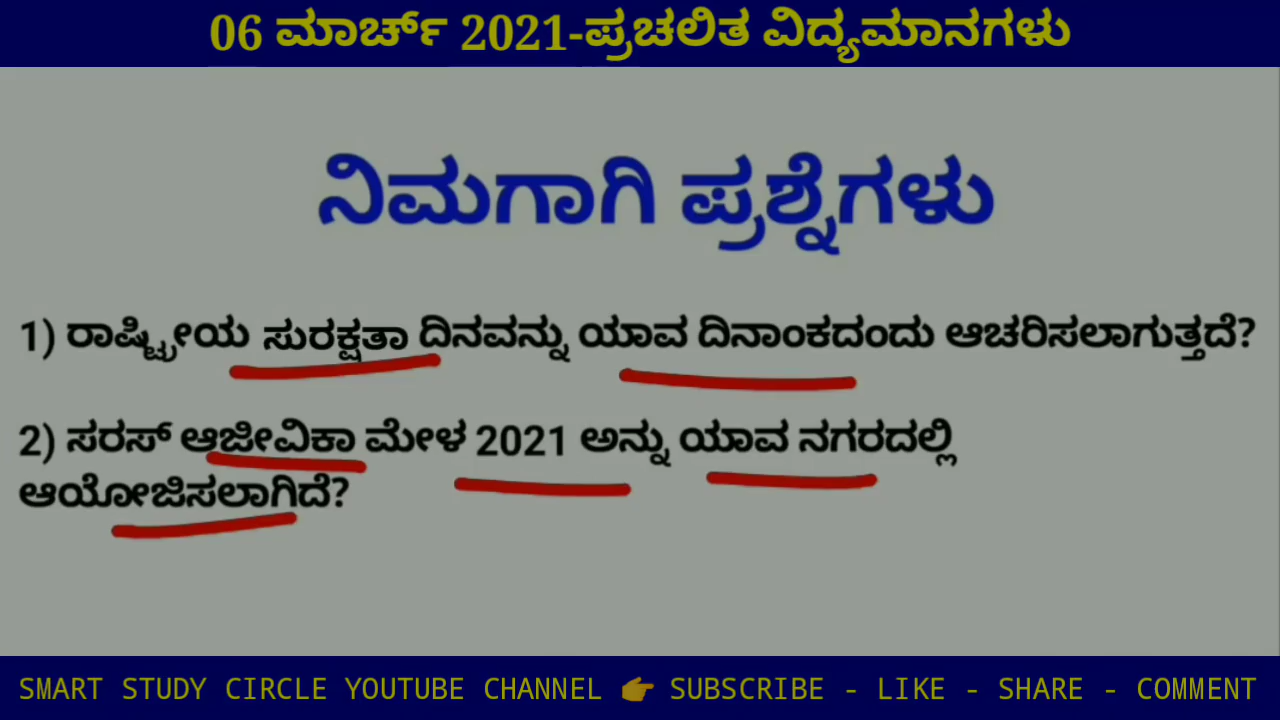 06 ಮಾರ್ಚ್ 2021-ಪ್ರಚಲಿತ ವಿದ್ಯಮಾನಗಳು
ನಿಮಗಾಗಿ ಪ್ರಶ್ನೆಗಳು
1) ರಾಷ್ಟ್ರೀಯ ಸುರಕ್ಷತಾ ದಿನವನ್ನು ಯಾವ ದಿನಾಂಕದಂದು ಆಚರಿಸಲಾಗುತ್ತದೆ?
2) ಸರಸ್ ಆಜೀವಿಕಾ ಮೇಳ 2021 ಅನ್ನು ಯಾವ ನಗರದಲ್ಲಿ
ಆಯೋಜಿಸಲಾಗಿದೆ?
SMART STUDY CIRCLE YOUTUBE CHANNEL 👉 SUBSCRIBE - LIKE - SHARE - COMMENT